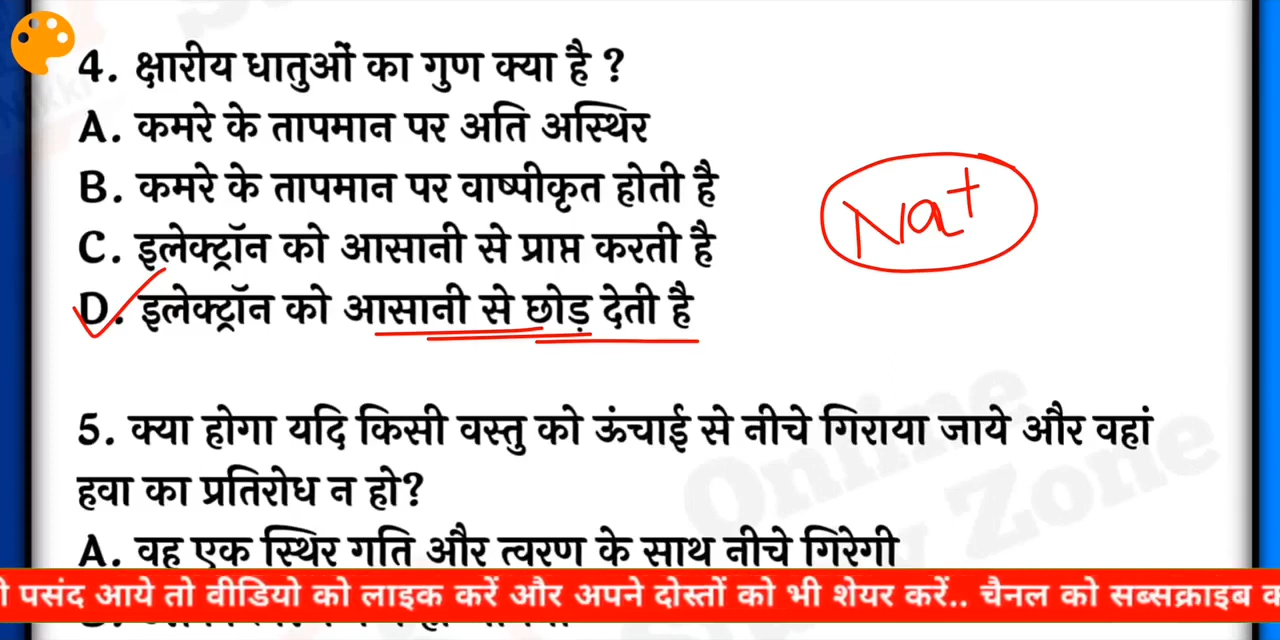 4. क्षारीय धातुओं का गुण क्या है ?
A. कमरे के तापमान पर अति अस्थिर
B. कमरे के तापमान पर वाष्पीकृत होती है
C. इलेक्ट्रॉन को आसानी से प्राप्त करती है
D. इलेक्ट्रॉन को आसानी से छोड़ देती है
Na+
5. क्या होगा यदि किसी वस्तु को ऊंचाई से नीचे गिराया जाये और वहां
हवा का प्रतिरोध न हो?
A. वह एक स्थिर गति और त्वरण के साथ नीचे गिरेगी
पसंद आये तो वीडियो को लाइक करें और अपने दोस्तों को भी शेयर करें.. चैनल को सब्सक्राइब
Online
Zone